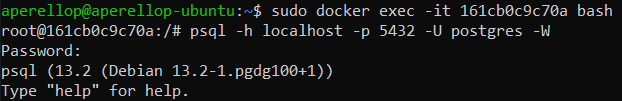 aperellop@aperellop-ubuntu:~$ sudo docker exec -it 161cb0c9c70a bash
root@161cb0c9c70a:/# psql -h localhost -p 5432 -U postgres -W
Password:
psql (13.2 (Debian 13.2-1.pgdg100+1))
Type "help" for help.